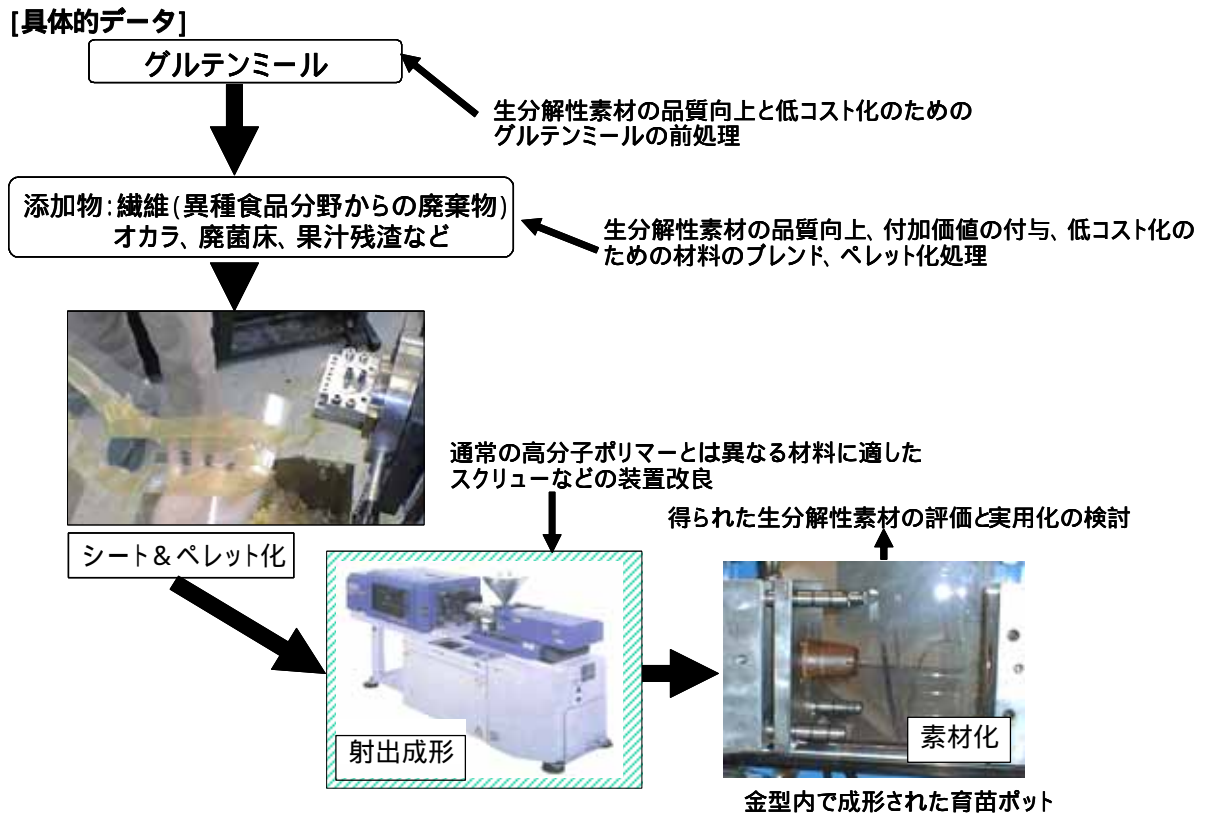 [具体的データ]
グルテンミール
生分解性素材の品質向上と低コスト化のための
グルテンミールの前処理
添加物:繊維(異種食品分野からの廃棄物)
オカラ、廃菌床、果汁残渣など
生分解性素材の品質向上、付加価値の付与、低コスト化の
ための材料のブレンド、ペレット化処理
シート&ペレット化
通常の高分子ポリマーとは異なる材料に適した
スクリューなどの装置改良
得られた生分解性素材の評価と実用化の検討
射出成形
素材化
金型内で成形された育苗ポット